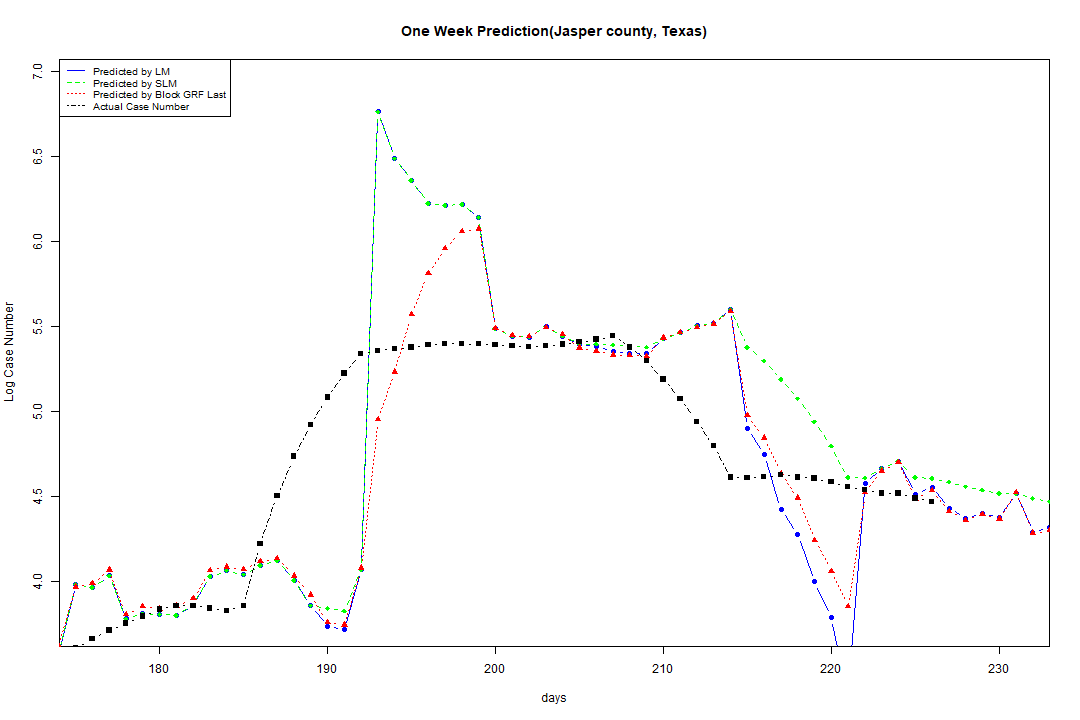 One Week Prediction(Jasper county, Texas)
Predicted by LM
Predicted by SLM
Predicted by Block GRF Last
Actual Case Number
7.0
6.5
6.0
5.5
5.0
4.5
4.0
Log Case Number
180 190 200 210 220 230
days